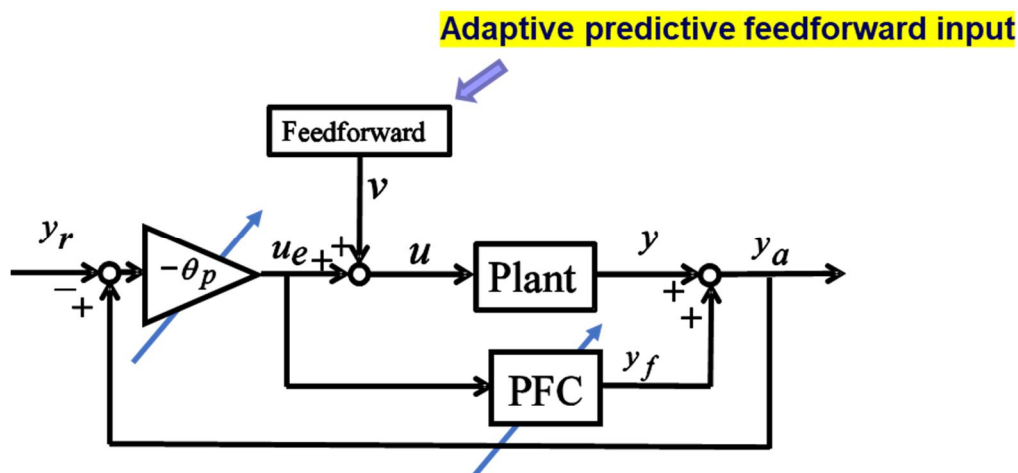 Adaptive predictive feedforward input
Feedforward
v
y_r
−
+
−θ_p
u_e
+
+
u
Plant
y
+
+
y_a
PFC
y_f